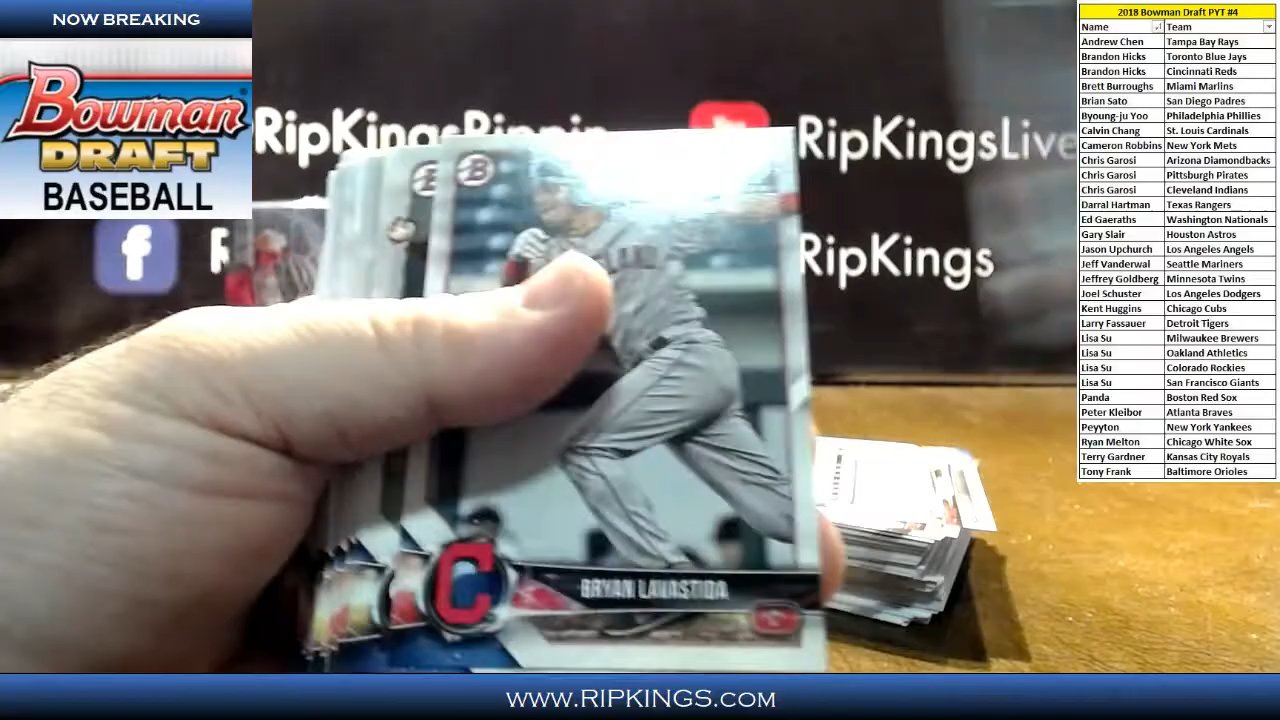 NOW BREAKING
Bowman
DRAFT
BASEBALL
RipKingsRippin
RipKingsLive
f
R
RipKings
B
C
BRYAN LAVASTIDA
WWW.RIPKINGS.COM
2018 Bowman Draft PYT #4
Name Team
Andrew Chen Tampa Bay Rays
Brandon Hicks Toronto Blue Jays
Brandon Hicks Cincinnati Reds
Brett Burroughs Miami Marlins
Brian Sato San Diego Padres
Byoung-ju Yoo Philadelphia Phillies
Calvin Chang St. Louis Cardinals
Cameron Robbins New York Mets
Chris Garosi Arizona Diamondbacks
Chris Garosi Pittsburgh Pirates
Chris Garosi Cleveland Indians
Darral Hartman Texas Rangers
Ed Gaeraths Washington Nationals
Gary Slair Houston Astros
Jason Upchurch Los Angeles Angels
Jeff Vanderwal Seattle Mariners
Jeffrey Goldberg Minnesota Twins
Joel Schuster Los Angeles Dodgers
Kent Huggins Chicago Cubs
Larry Fassauer Detroit Tigers
Lisa Su Milwaukee Brewers
Lisa Su Oakland Athletics
Lisa Su Colorado Rockies
Lisa Su San Francisco Giants
Panda Boston Red Sox
Peter Kleibor Atlanta Braves
Peyyton New York Yankees
Ryan Melton Chicago White Sox
Terry Gardner Kansas City Royals
Tony Frank Baltimore Orioles